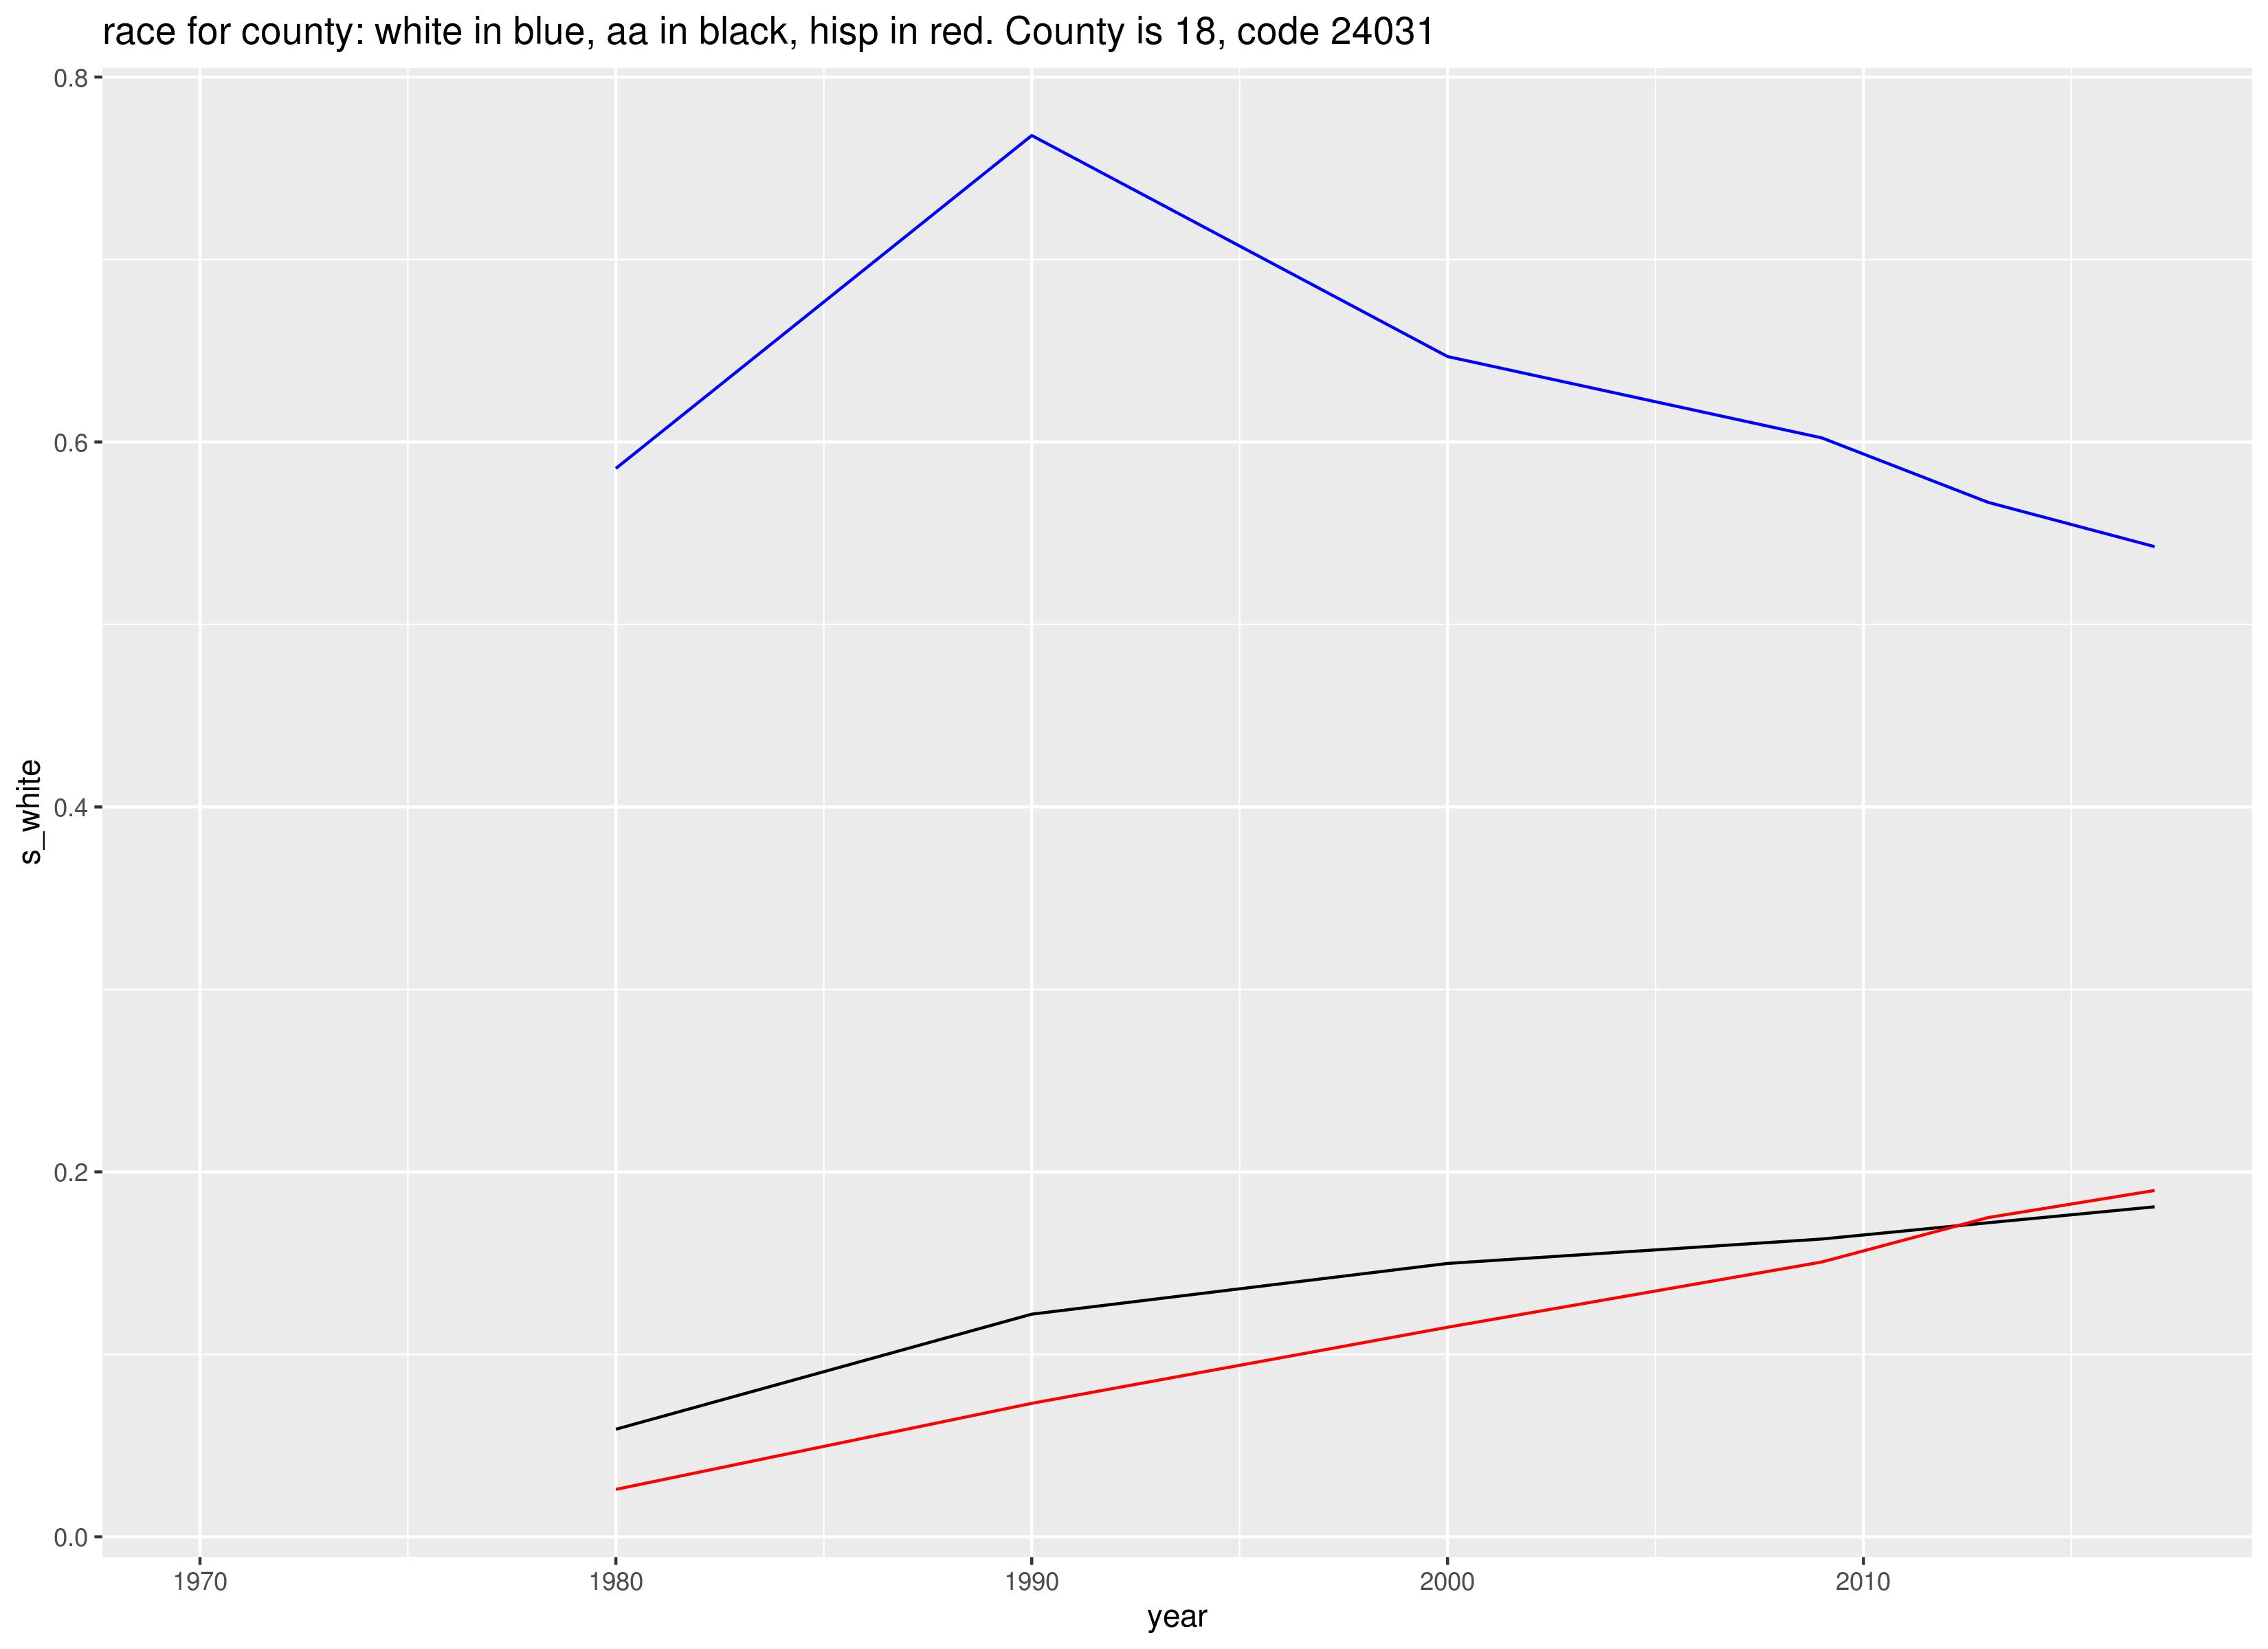 race for county: white in blue, aa in black, hisp in red. County is 18, code 24031
0.8
0.6
0.4
0.2
0.0
s_white
1970 1980 1990 2000 2010
year